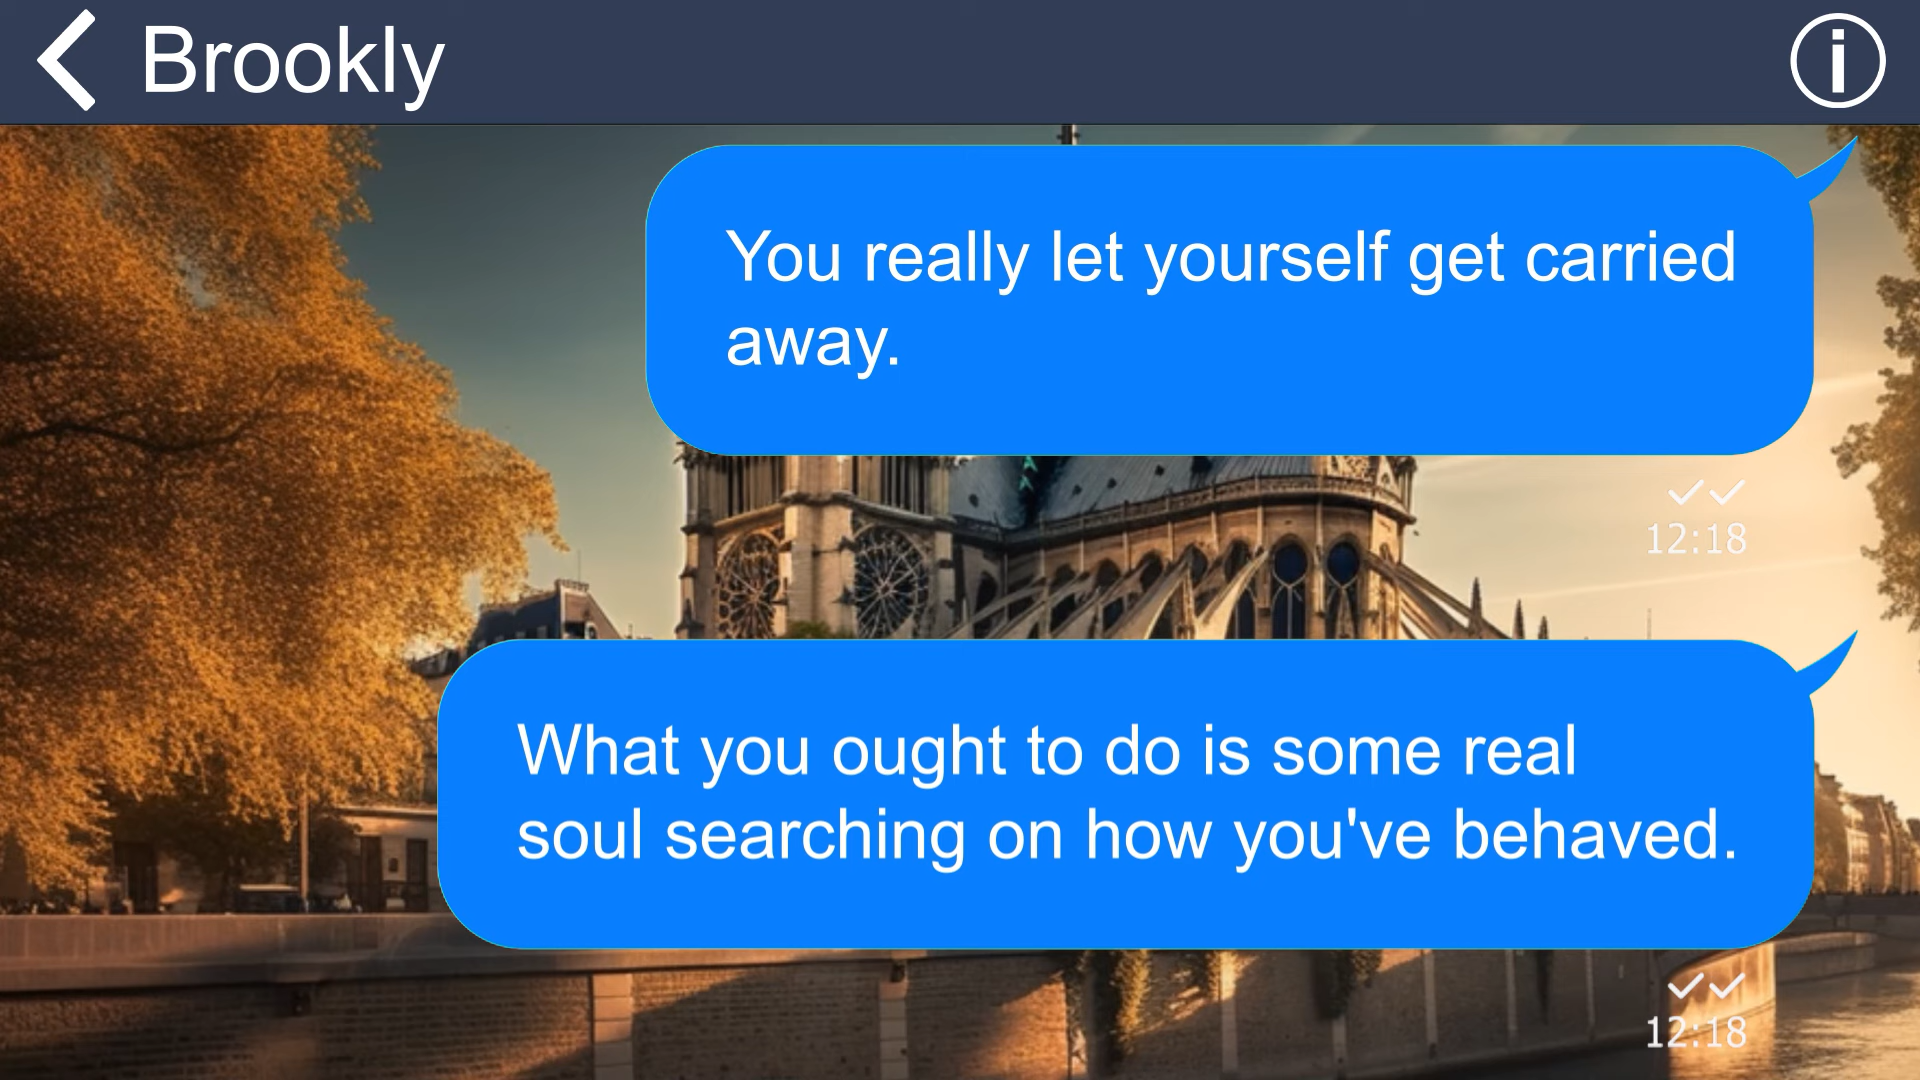 Brookly
You really let yourself get carried
away.
12:18
What you ought to do is some real
soul searching on how you've behaved.
12:18